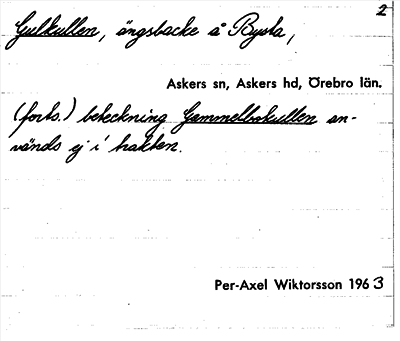 2
Gulkullen, ängsbacke å Bysta,
Askers sn, Askers hd, Örebro län.
(forts.) beteckning Gammelbokullen an-
vänds ej i trakten.
Per-Axel Wiktorsson 1963